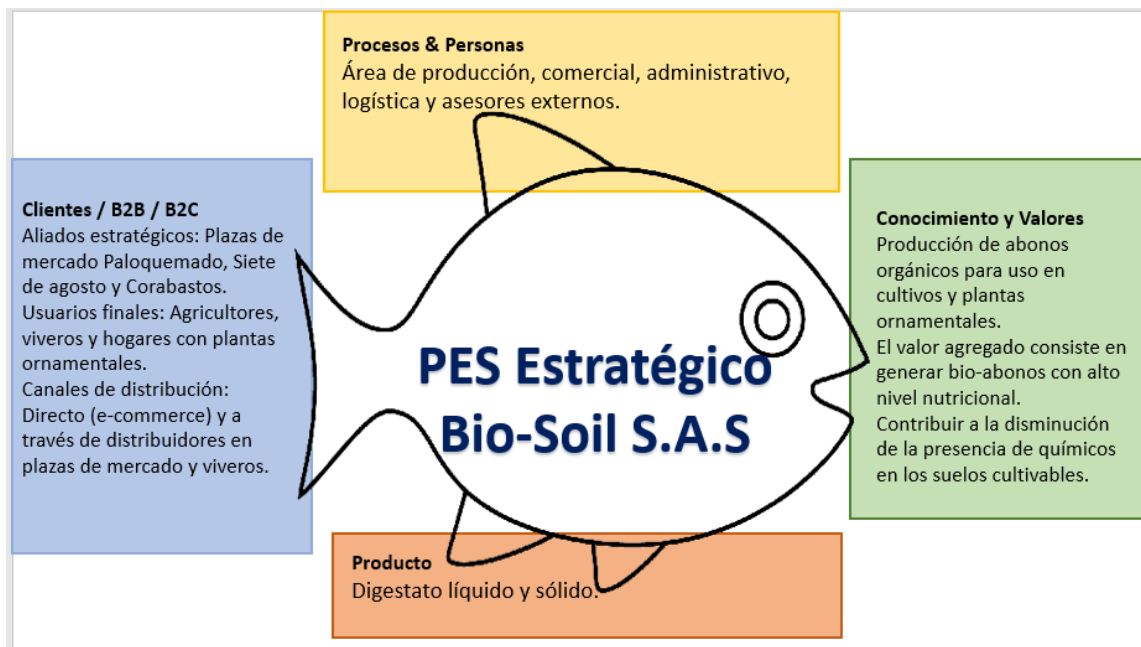 Procesos & Personas
Área de producción, comercial, administrativo,
logística y asesores externos.
Clientes / B2B / B2C
Aliados estratégicos: Plazas de
mercado Paloquemado, Siete
de agosto y Corabastos.
Usuarios finales: Agricultores,
viveros y hogares con plantas
ornamentales.
Canales de distribución:
Directo (e-commerce) y a
través de distribuidores en
plazas de mercado y viveros.
PES Estratégico
Bio-Soil S.A.S
Conocimiento y Valores
Producción de abonos
orgánicos para uso en
cultivos y plantas
ornamentales.
El valor agregado consiste en
generar bio-abonos con alto
nivel nutricional.
Contribuir a la disminución
de la presencia de químicos
en los suelos cultivables.
Producto
Digestato líquido y sólido.